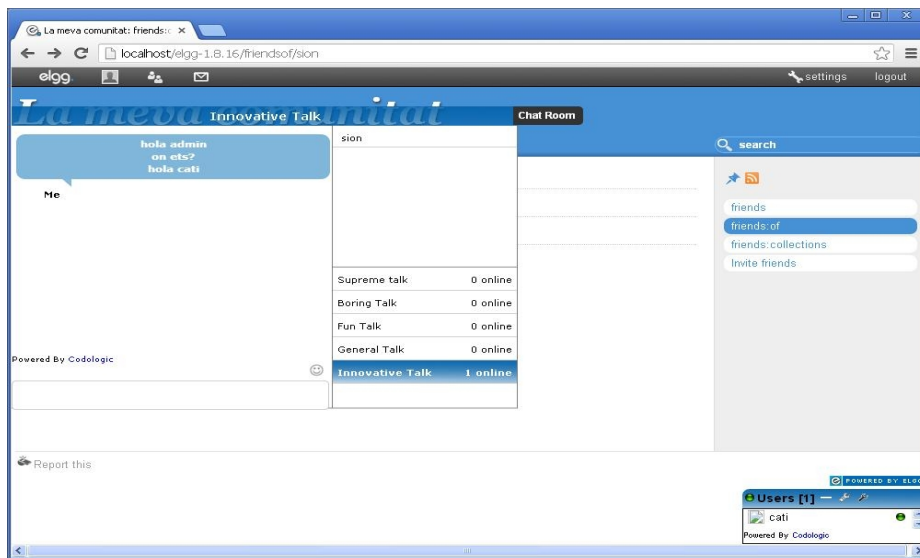 La meva comunitat: friends:o
localhost/elgg-1.8.16/friendsof/sion
elgg.
settings
logout
La meva comunitat
Innovative Talk
Chat Room
hola admin
on ets?
hola cati
Me
sion
search
friends
friends:of
friends:collections
Invite friends
Supreme talk 0 online
Boring Talk 0 online
Fun Talk 0 online
General Talk 0 online
Innovative Talk 1 online
Powered By Codologic
Report this
POWERED BY ELGG
Users [1]
cati
Powered By Codologic